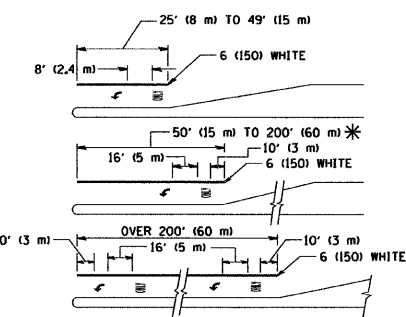 25' (8 m) TO 49' (15 m)
8' (2.4 m)
6 (150) WHITE
50' (15 m) TO 200' (60 m) *
16' (5 m)
10' (3 m)
6 (150) WHITE
OVER 200' (60 m)
0' (3 m)
16' (5 m)
10' (3 m)
6 (150) WHITE